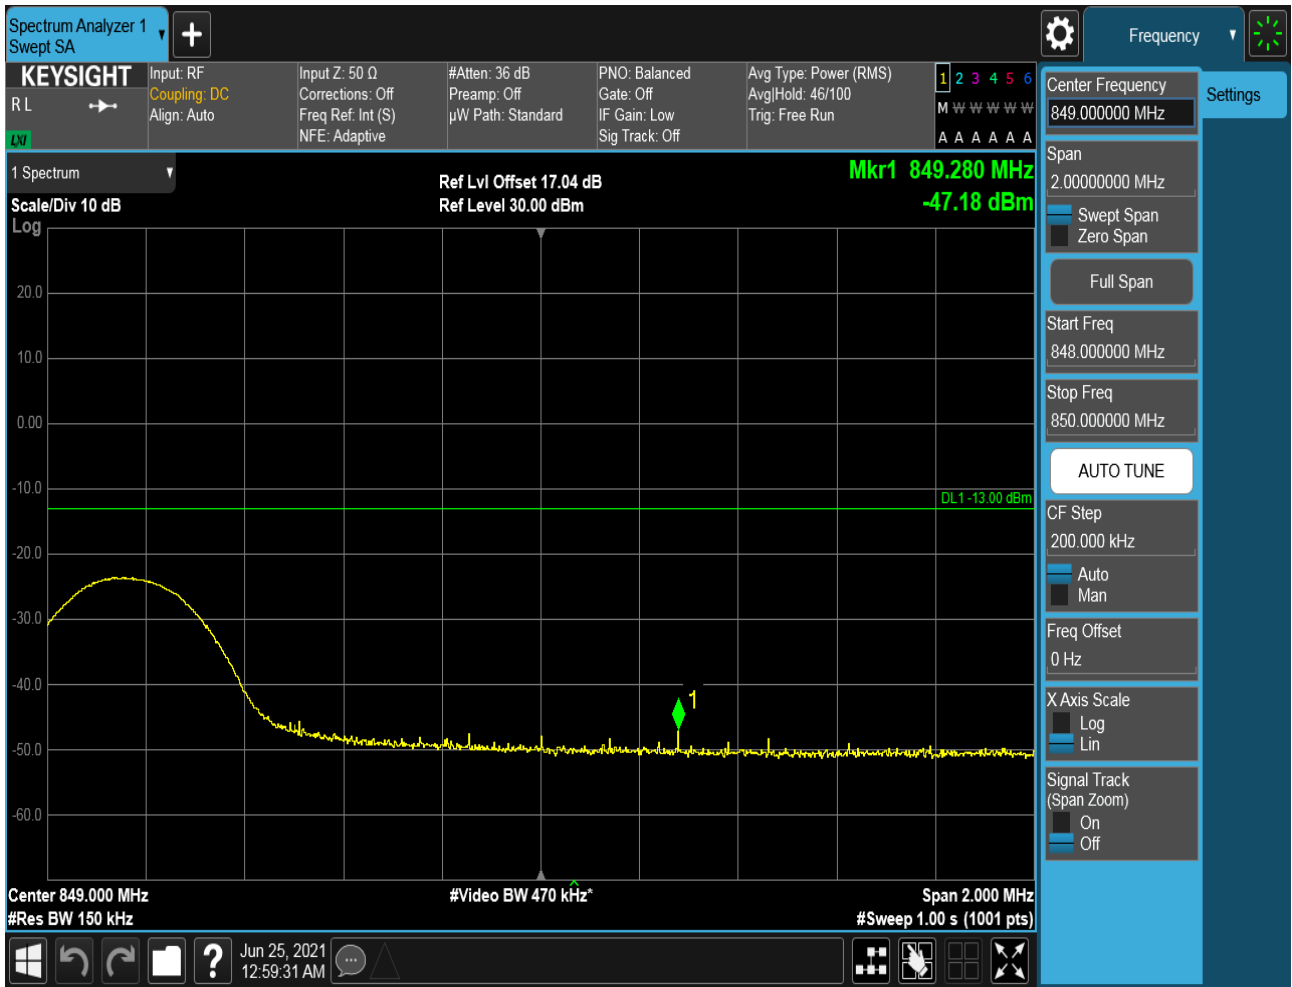 Spectrum Analyzer 1
Swept SA
Frequency
KEYSIGHT
R L
LXI
Input: RF
Coupling: DC
Align: Auto
Input Z: 50 Ω
Corrections: Off
Freq Ref: Int (S)
NFE: Adaptive
#Atten: 36 dB
Preamp: Off
µW Path: Standard
PNO: Balanced
Gate: Off
IF Gain: Low
Sig Track: Off
Avg Type: Power (RMS)
Avg|Hold: 46/100
Trig: Free Run
1 2 3 4 5 6
M W W W W W
A A A A A A
1 Spectrum
Scale/Div 10 dB
Log
Ref Lvl Offset 17.04 dB
Ref Level 30.00 dBm
Mkr1 849.280 MHz
-47.18 dBm
20.0
10.0
0.00
-10.0
DL1 -13.00 dBm
-20.0
-30.0
-40.0
1
-50.0
-60.0
Center 849.000 MHz
#Res BW 150 kHz
#Video BW 470 kHz*
Span 2.000 MHz
#Sweep 1.00 s (1001 pts)
Center Frequency
849.000000 MHz
Settings
Span
2.00000000 MHz
Swept Span
Zero Span
Full Span
Start Freq
848.000000 MHz
Stop Freq
850.000000 MHz
AUTO TUNE
CF Step
200.000 kHz
Auto
Man
Freq Offset
0 Hz
X Axis Scale
Log
Lin
Signal Track
(Span Zoom)
On
Off
?
Jun 25, 2021
12:59:31 AM